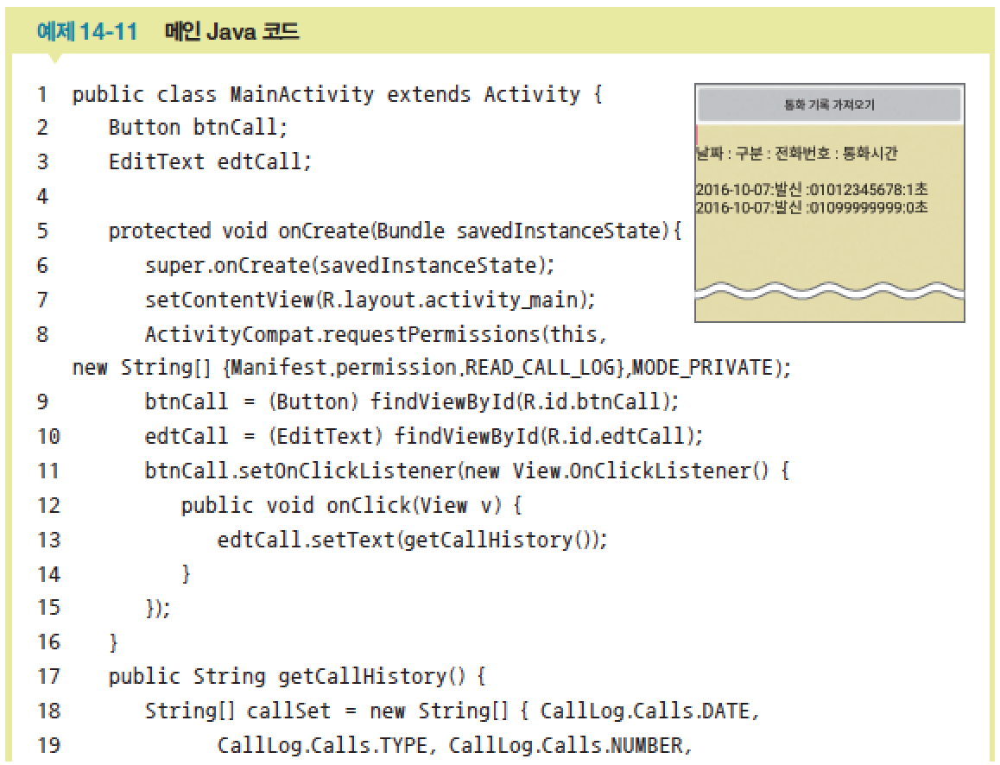 예제 14-11 메인 Java 코드
1 public class MainActivity extends Activity {
2 Button btnCall;
3 EditText edtCall;
4
5 protected void onCreate(Bundle savedInstanceState){
6 super.onCreate(savedInstanceState);
7 setContentView(R.layout.activity_main);
8 ActivityCompat.requestPermissions(this,
new String[] {Manifest.permission.READ_CALL_LOG},MODE_PRIVATE);
9 btnCall = (Button) findViewById(R.id.btnCall);
10 edtCall = (EditText) findViewById(R.id.edtCall);
11 btnCall.setOnClickListener(new View.OnClickListener() {
12 public void onClick(View v) {
13 edtCall.setText(getCallHistory());
14 }
15 });
16 }
17 public String getCallHistory() {
18 String[] callSet = new String[] { CallLog.Calls.DATE,
19 CallLog.Calls.TYPE, CallLog.Calls.NUMBER,
통화 기록 가져오기
날짜 : 구분 : 전화번호 : 통화시간
2016-10-07:발신 :01012345678:1초
2016-10-07:발신 :01099999999:0초